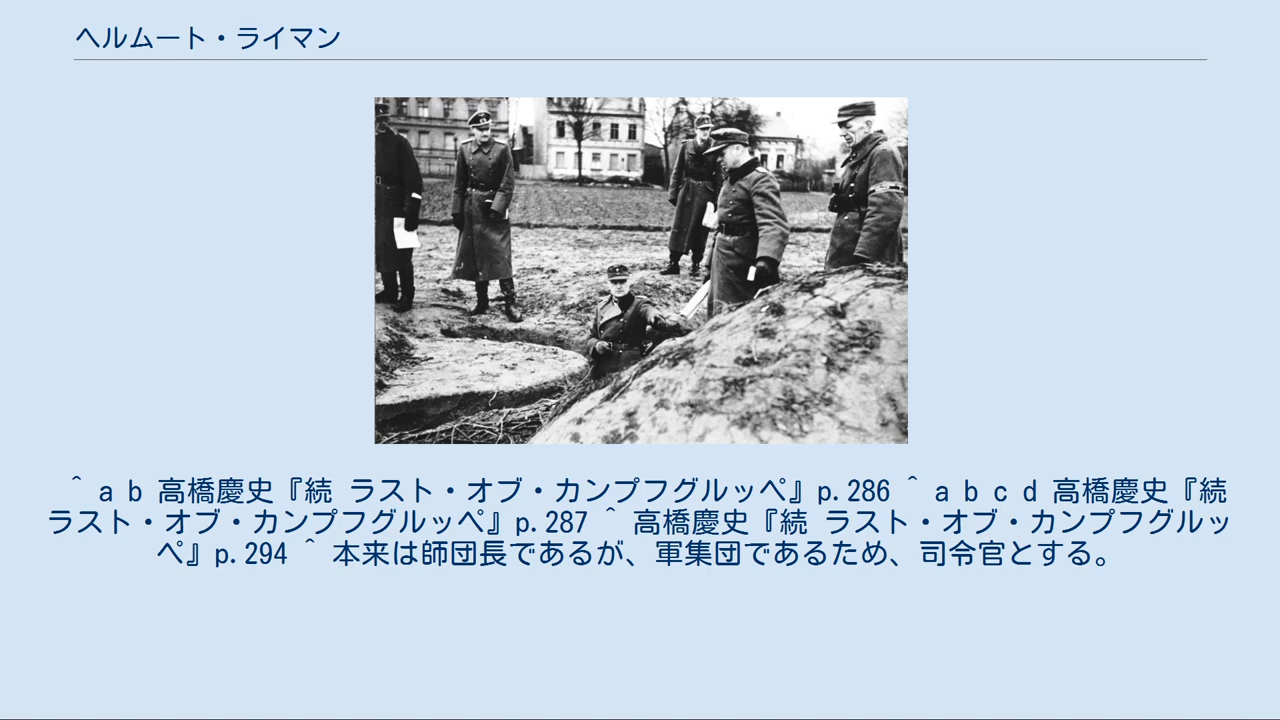 ヘルムート・ライマン
^ a b 高橋慶史『続 ラスト・オブ・カンプフグルッペ』p.286 ^ a b c d 高橋慶史『続
ラスト・オブ・カンプフグルッペ』p.287 ^ 高橋慶史『続 ラスト・オブ・カンプフグルッ
ペ』p.294 ^ 本来は師団長であるが、軍集団であるため、司令官とする。